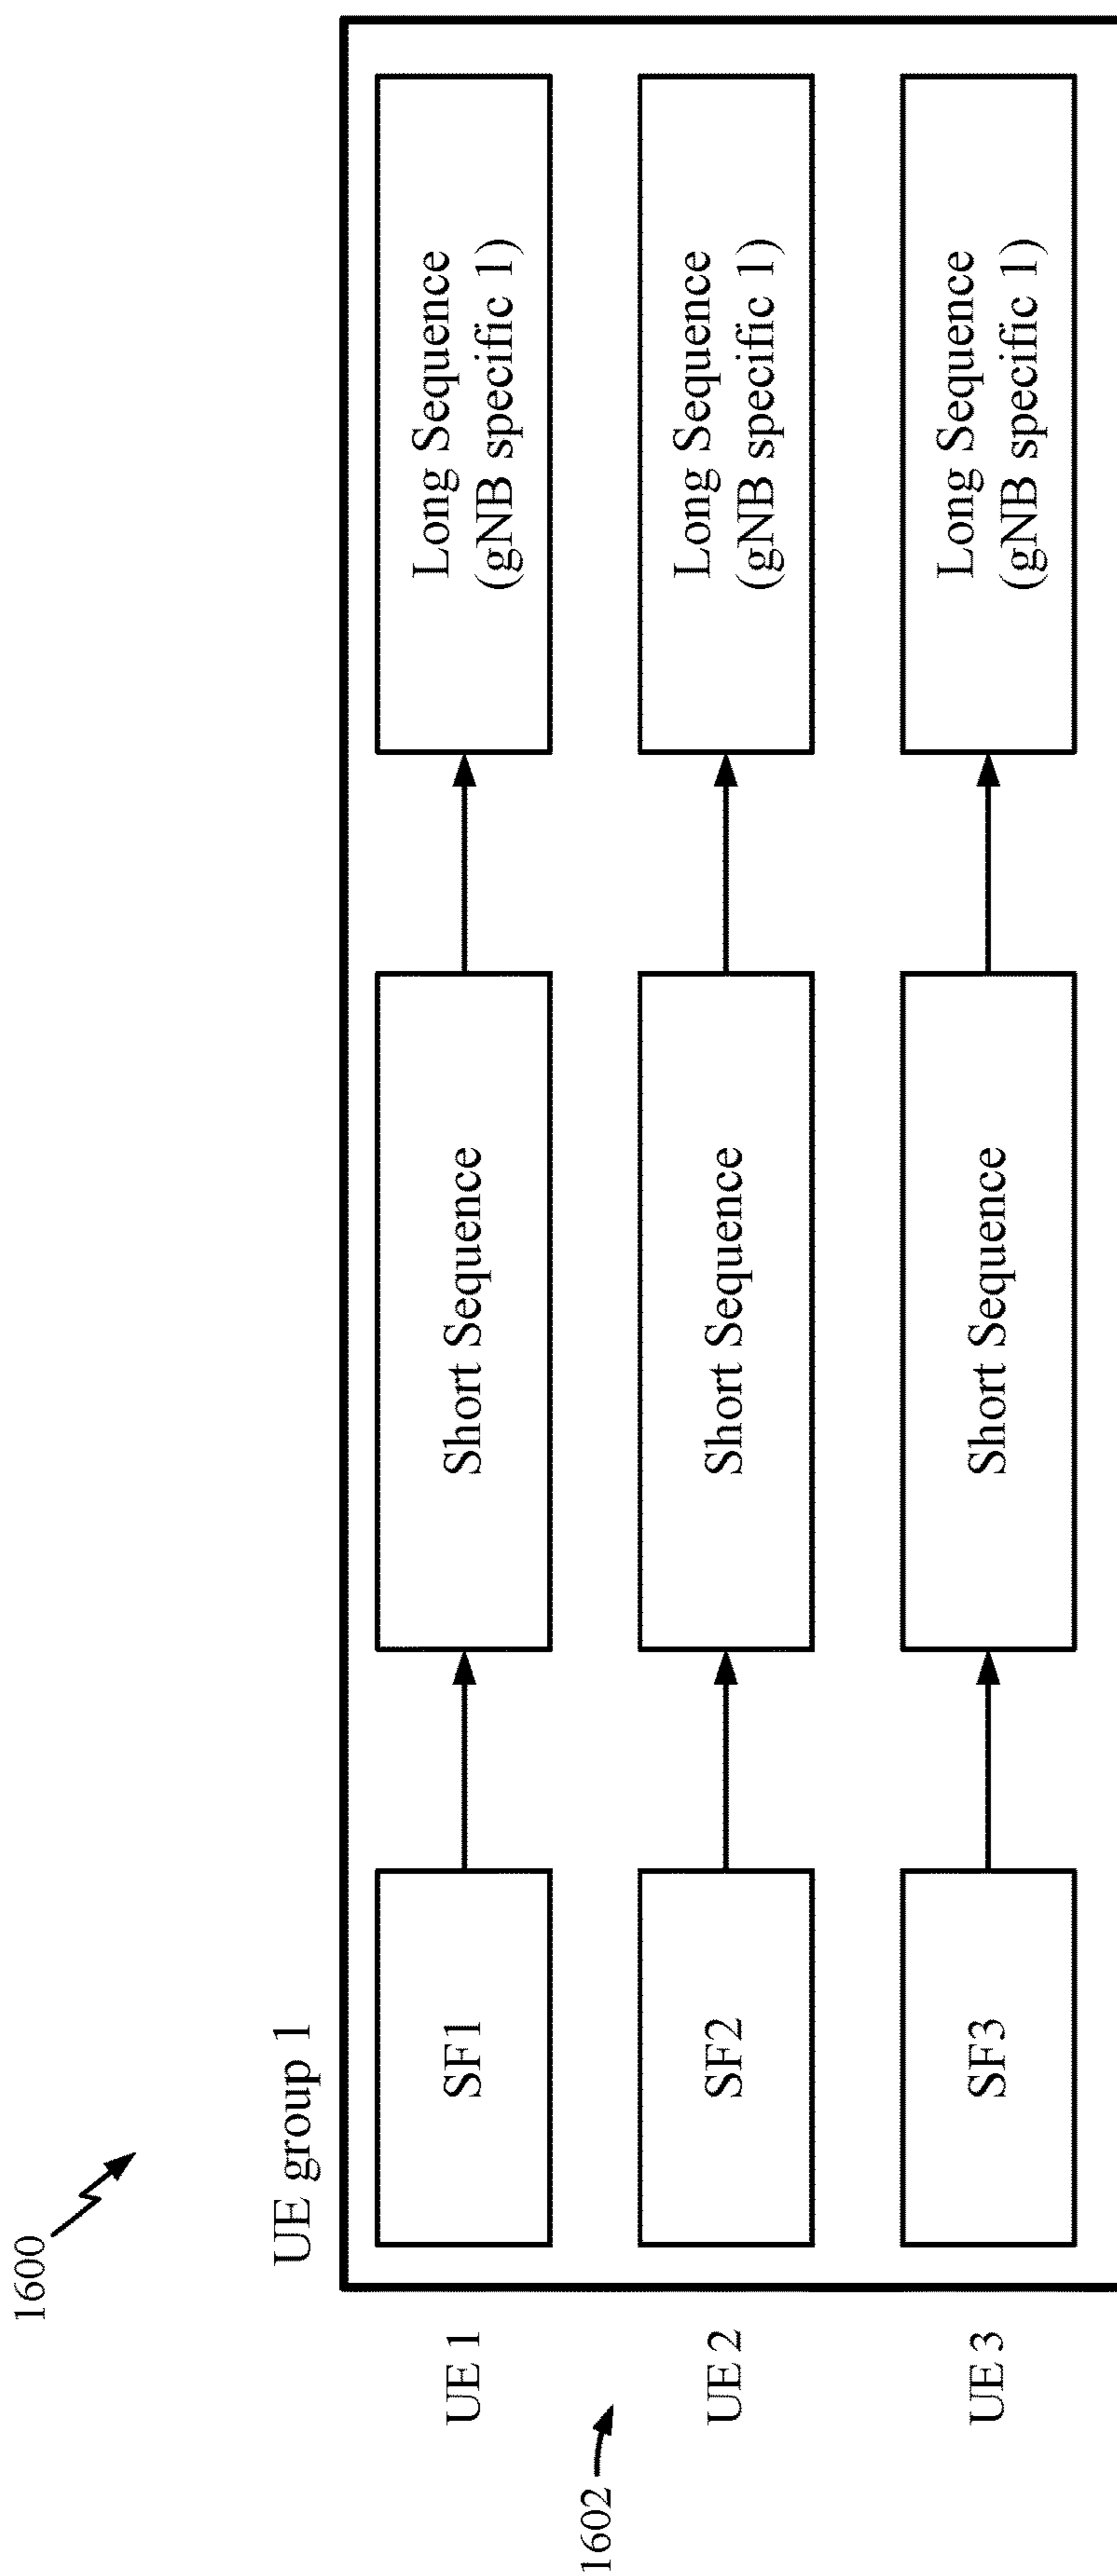 1600
UE group 1
UE 1
SF1
Short Sequence
Long Sequence
(gNB specific 1)
1602
UE 2
SF2
Short Sequence
Long Sequence
(gNB specific 1)
UE 3
SF3
Short Sequence
Long Sequence
(gNB specific 1)